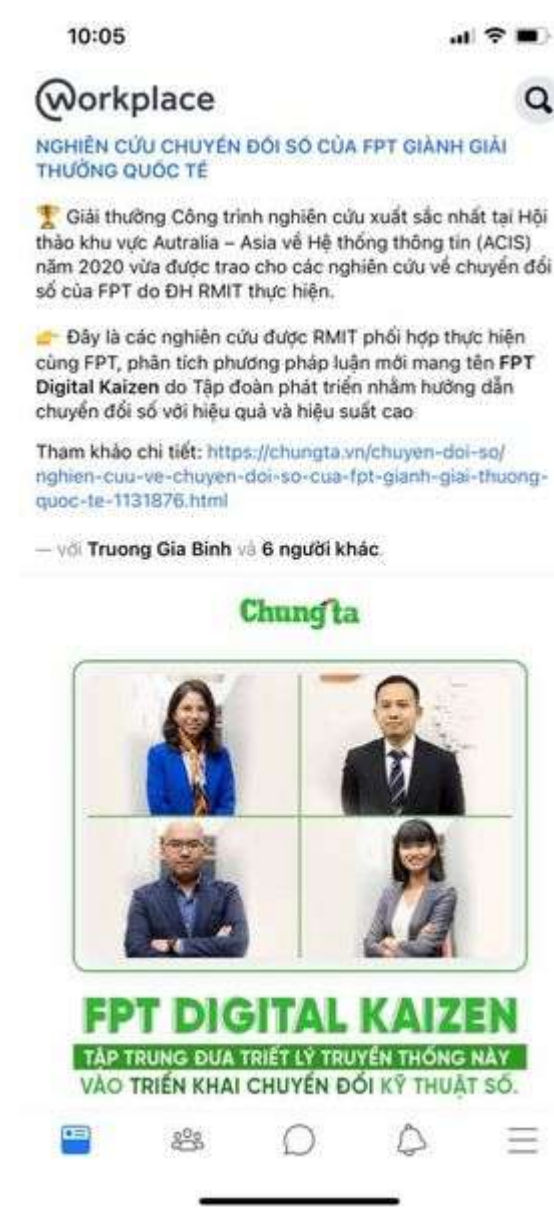 10:05
Workplace
NGHIÊN CỨU CHUYỂN ĐỔI SỐ CỦA FPT GIÀNH GIẢI
THƯỞNG QUỐC TẾ
🏆 Giải thưởng Công trình nghiên cứu xuất sắc nhất tại Hội
thảo khu vực Autralia – Asia về Hệ thống thông tin (ACIS)
năm 2020 vừa được trao cho các nghiên cứu về chuyển đổi
số của FPT do ĐH RMIT thực hiện.
👉 Đây là các nghiên cứu được RMIT phối hợp thực hiện
cùng FPT, phân tích phương pháp luận mới mang tên FPT
Digital Kaizen do Tập đoàn phát triển nhằm hướng dẫn
chuyển đổi số với hiệu quả và hiệu suất cao
Tham khảo chi tiết: https://chungta.vn/chuyen-doi-so/
nghien-cuu-ve-chuyen-doi-so-cua-fpt-gianh-giai-thuong-
quoc-te-1131876.html
— với Truong Gia Binh và 6 người khác.
Chungta
FPT DIGITAL KAIZEN
TẬP TRUNG ĐƯA TRIẾT LÝ TRUYỀN THỐNG NÀY
VÀO TRIỂN KHAI CHUYỂN ĐỔI KỸ THUẬT SỐ.